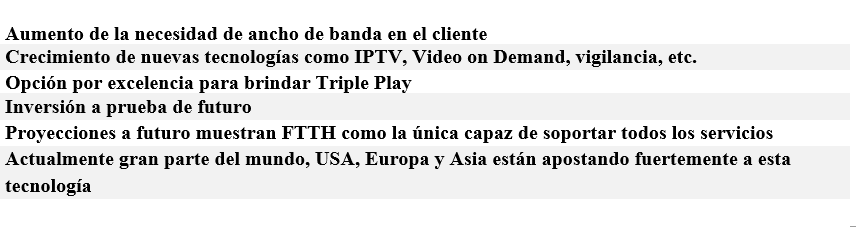 Aumento de la necesidad de ancho de banda en el cliente
Crecimiento de nuevas tecnologías como IPTV, Video on Demand, vigilancia, etc.
Opción por excelencia para brindar Triple Play
Inversión a prueba de futuro
Proyecciones a futuro muestran FTTH como la única capaz de soportar todos los servicios
Actualmente gran parte del mundo, USA, Europa y Asia están apostando fuertemente a esta
tecnología